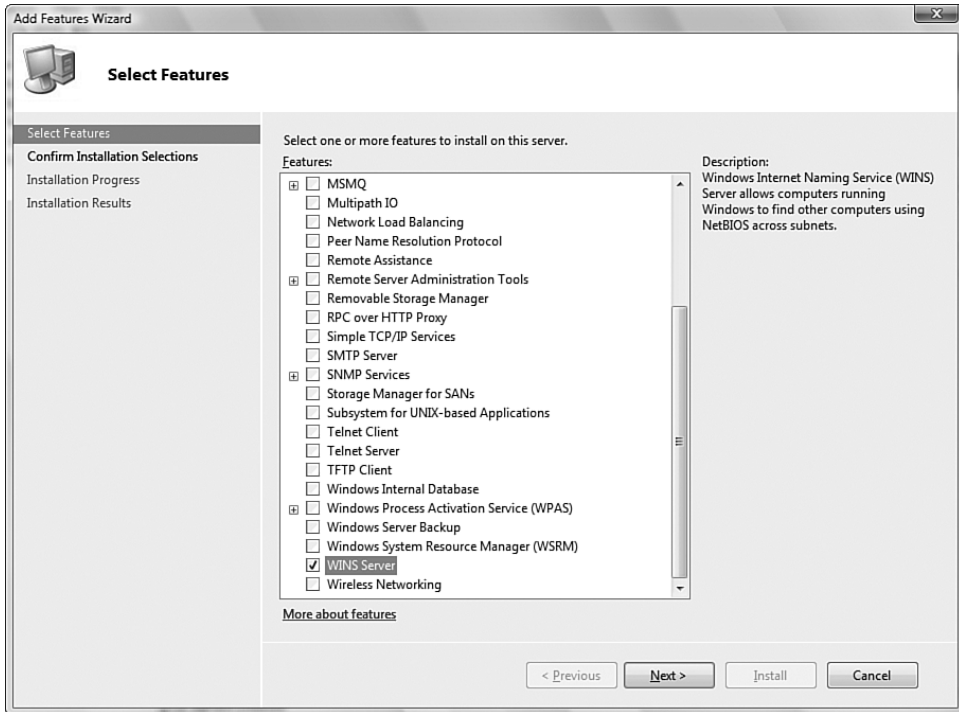 Add Features Wizard
Select Features
Select Features
Confirm Installation Selections
Installation Progress
Installation Results
Select one or more features to install on this server.
Features:
MSMQ
Multipath IO
Network Load Balancing
Peer Name Resolution Protocol
Remote Assistance
Remote Server Administration Tools
Removable Storage Manager
RPC over HTTP Proxy
Simple TCP/IP Services
SMTP Server
SNMP Services
Storage Manager for SANs
Subsystem for UNIX-based Applications
Telnet Client
Telnet Server
TFTP Client
Windows Internal Database
Windows Process Activation Service (WPAS)
Windows Server Backup
Windows System Resource Manager (WSRM)
WINS Server
Wireless Networking
More about features
Description:
Windows Internet Naming Service (WINS)
Server allows computers running
Windows to find other computers using
NetBIOS across subnets.
< Previous
Next >
Install
Cancel